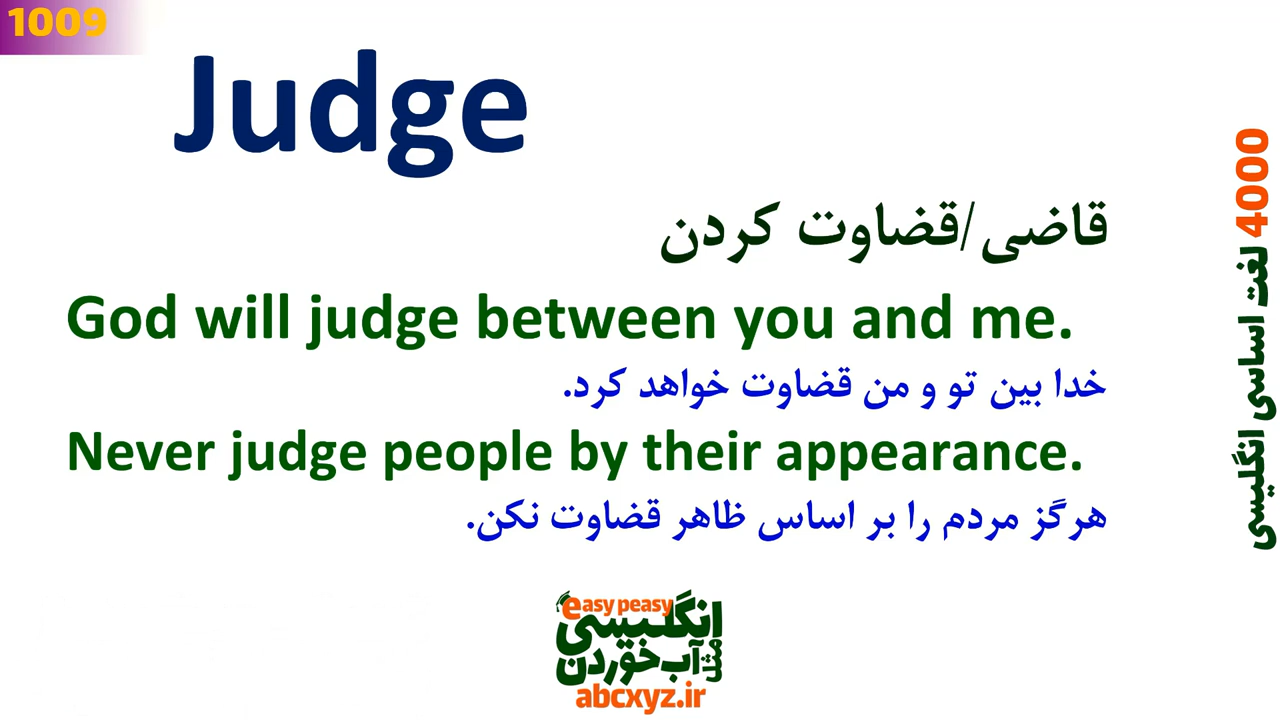 1009
Judge
قاضی/قضاوت کردن
God will judge between you and me.
خدا بین تو و من قضاوت خواهد کرد.
Never judge people by their appearance.
هرگز مردم را بر اساس ظاهر قضاوت نکن.
4000 لغت اساسی انگلیسی
easy peasy
انگلیسی
مثل آب خوردن
abcxyz.ir